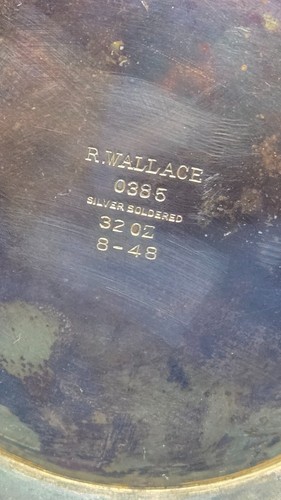 R.WALLACE
0385
SILVER SOLDERED
32 OZ
8-48